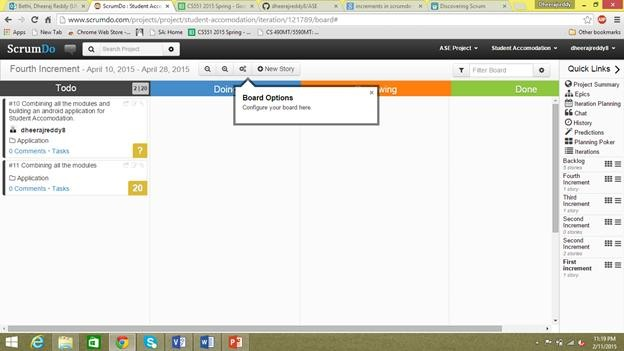 Bethi, Dheeraj Reddy (U
ScrumDo : Student Accom
CS551 2015 Spring - Goo
dheerajreddy8/ASE
increments in scrumdo
Discovering Scrum
Dheerajreddy
www.scrumdo.com/projects/project/student-accomodation/iteration/121789/board#
Apps
New Tab
Chrome Web Store -
SA: Home
CS551 2015 Spring -
CS-490MT/5590MT:
Other bookmarks
ScrumDo
Search Project
ASE Project
Student Accomodation
dheerajreddy8
Fourth Increment - April 10, 2015 - April 28, 2015
New Story
Filter Board
Quick Links
Todo
2 | 20
Doin
wing
Done
Board Options
Configure your board here.
#10 Combining all the modules and
building an android application for
Student Accomodation.
dheerajreddy8
Application
0 Comments • Tasks
?
#11 Combining all the modules
Application
0 Comments • Tasks
20
Project Summary
Epics
Iteration Planning
Chat
History
Predictions
Planning Poker
Iterations
Backlog
5 stories
Fourth
Increment
1 story
Third
Increment
1 story
Second
Increment
0 stories
Second
Increment
2 stories
First
increment
1 story
11:19 PM
2/11/2015